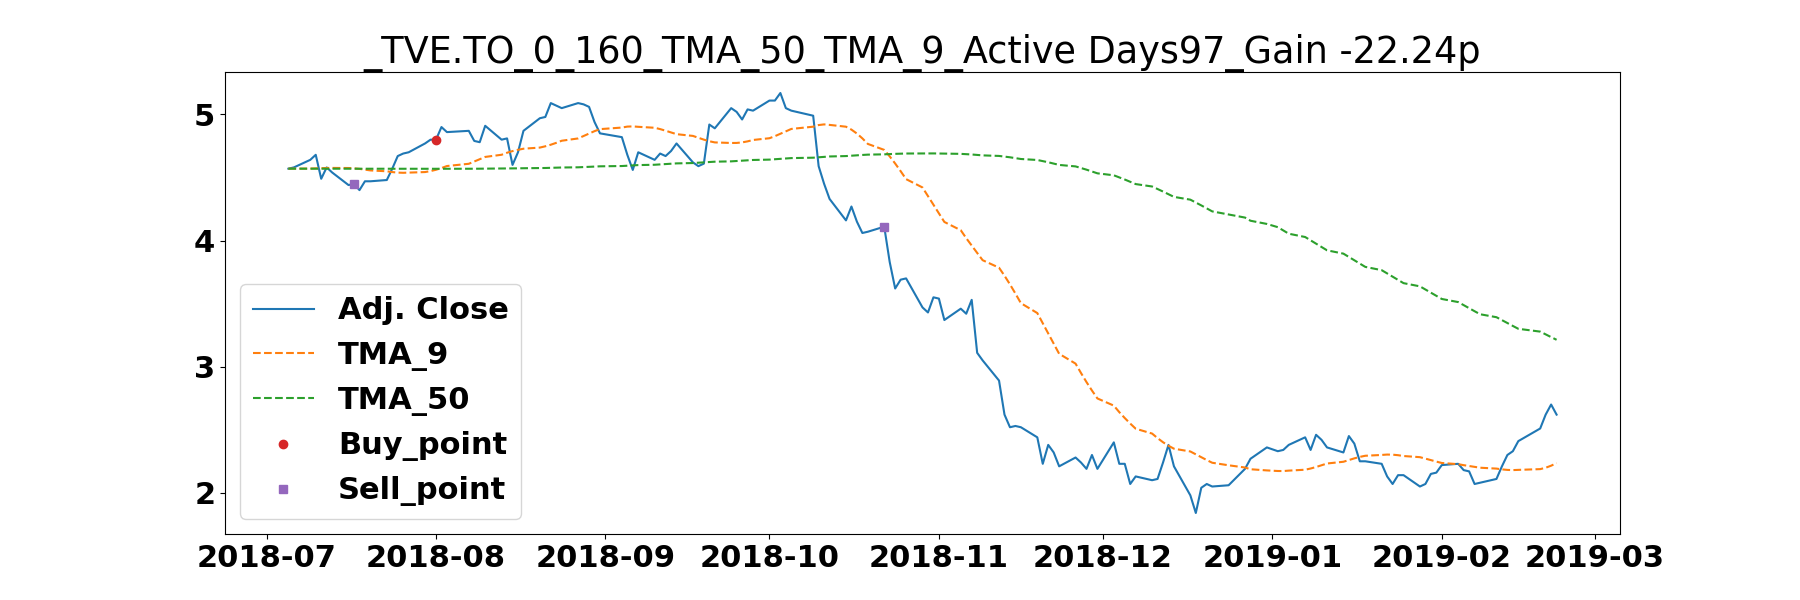 _TVE.TO_0_160_TMA_50_TMA_9_Active Days97_Gain -22.24p
5
4
3
2
Adj. Close
TMA_9
TMA_50
Buy_point
Sell_point
2018-07 2018-08 2018-09 2018-10 2018-11 2018-12 2019-01 2019-02 2019-03